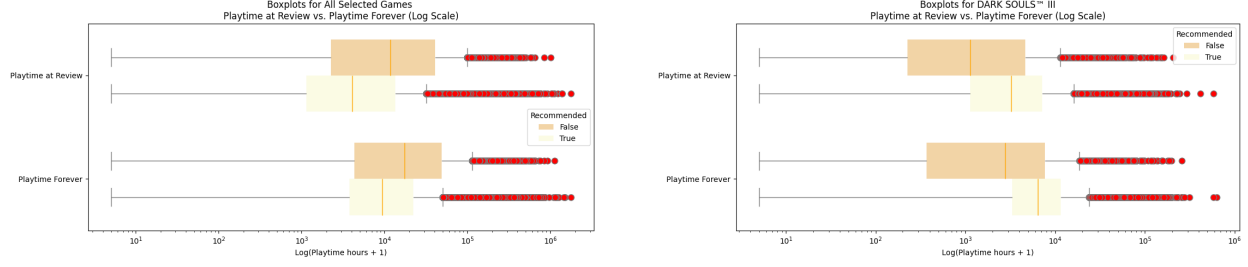 Boxplots for All Selected Games
Playtime at Review vs. Playtime Forever (Log Scale)
Playtime at Review
Playtime Forever
Recommended
False
True
10¹ 10² 10³ 10⁴ 10⁵ 10⁶
Log(Playtime hours + 1)
Boxplots for DARK SOULS™ III
Playtime at Review vs. Playtime Forever (Log Scale)
Recommended
False
True
Playtime at Review
Playtime Forever
10¹ 10² 10³ 10⁴ 10⁵ 10⁶
Log(Playtime hours + 1)